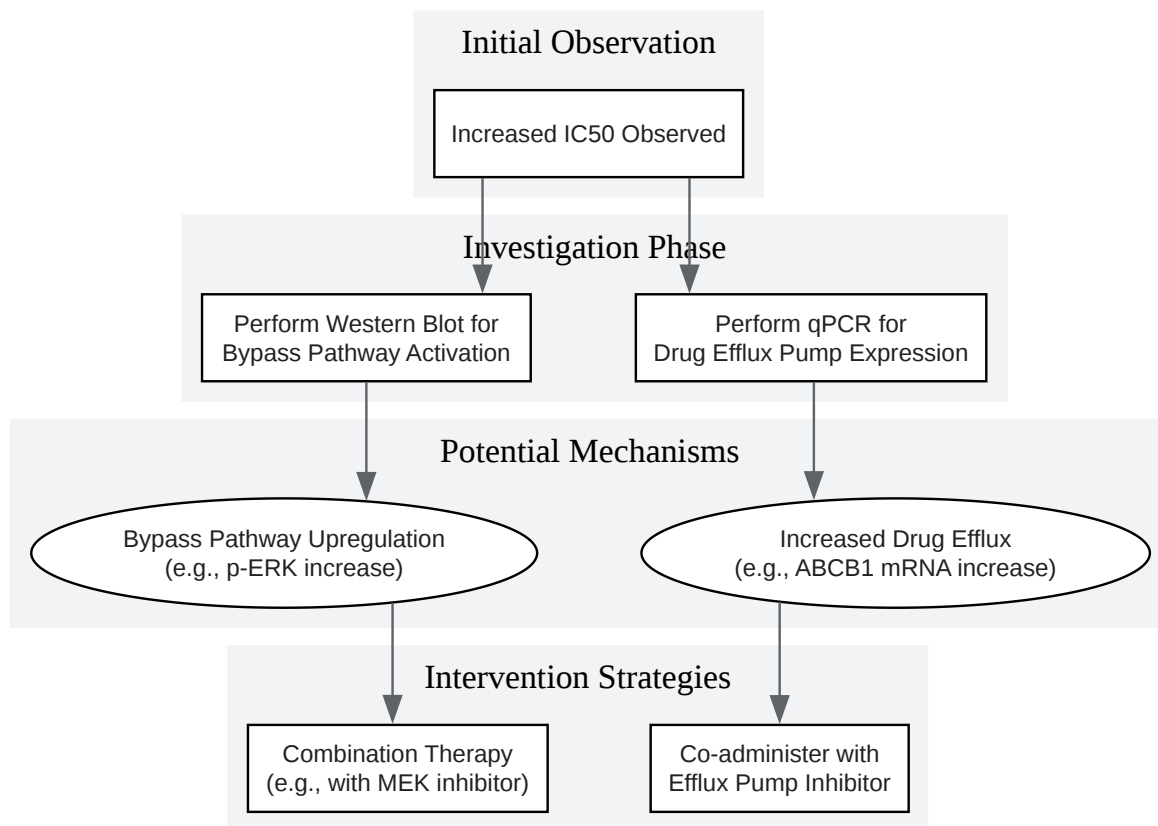 Initial Observation
Increased IC50 Observed
Investigation Phase
Perform Western Blot for
Bypass Pathway Activation
Perform qPCR for
Drug Efflux Pump Expression
Potential Mechanisms
Bypass Pathway Upregulation
(e.g., p-ERK increase)
Increased Drug Efflux
(e.g., ABCB1 mRNA increase)
Intervention Strategies
Combination Therapy
(e.g., with MEK inhibitor)
Co-administer with
Efflux Pump Inhibitor